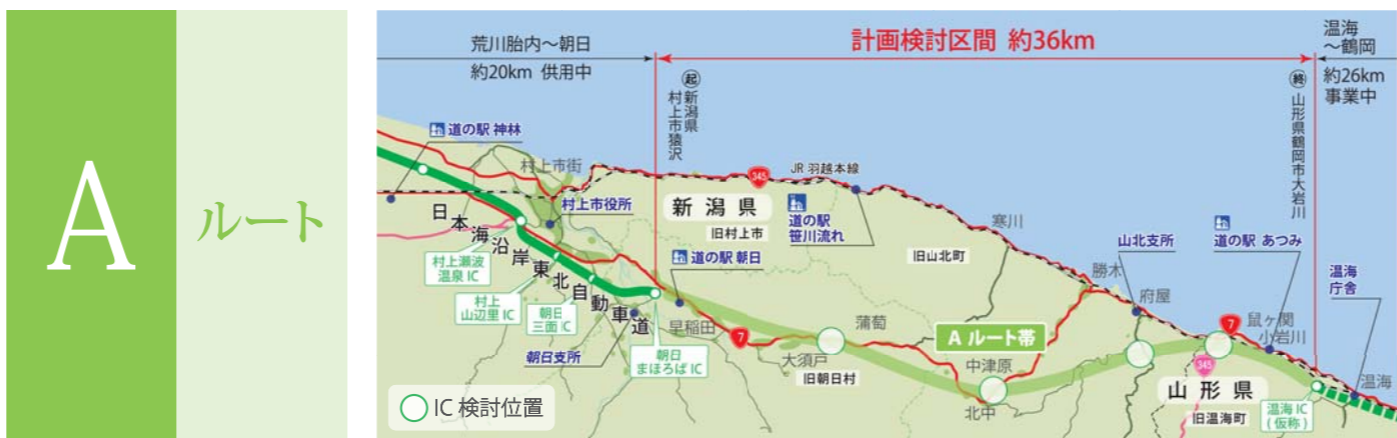 A
ルート
荒川胎内～朝日
約20km 供用中
計画検討区間 約36km
温海
～鶴岡
約26km
事業中
起 新潟県
村上市猿沢
終 山形県鶴岡市大岩川
道の駅 神林
村上市街
村上市役所
JR 羽越本線
345
新潟県
旧村上市
道の駅
笹川流れ
寒川
旧山北町
山北支所
道の駅 あつみ
勝木
府屋
温海
庁舎
日本海沿岸東北自動車道
村上瀬波
温泉 IC
村上
山辺里 IC
朝日
三面 IC
朝日支所
道の駅 朝日
早稲田
7
朝日
まほろば IC
大須戸
旧朝日村
蒲萄
A ルート帯
中津原
北中
鼠ヶ関
7
小岩川
345
山形県
旧温海町
温海
温海 IC
(仮称)
IC 検討位置